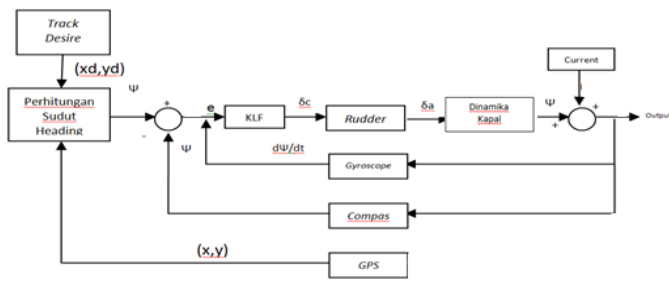 Track
Desire
Current
(xd,yd)
Perhitungan
Sudut
Heading
Ψ
+
-
e
KLF
δc
Rudder
δa
Dinamika
Kapal
Ψ
+
+
Output
Ψ
dΨ/dt
Gyroscope
Compas
(x,y)
GPS